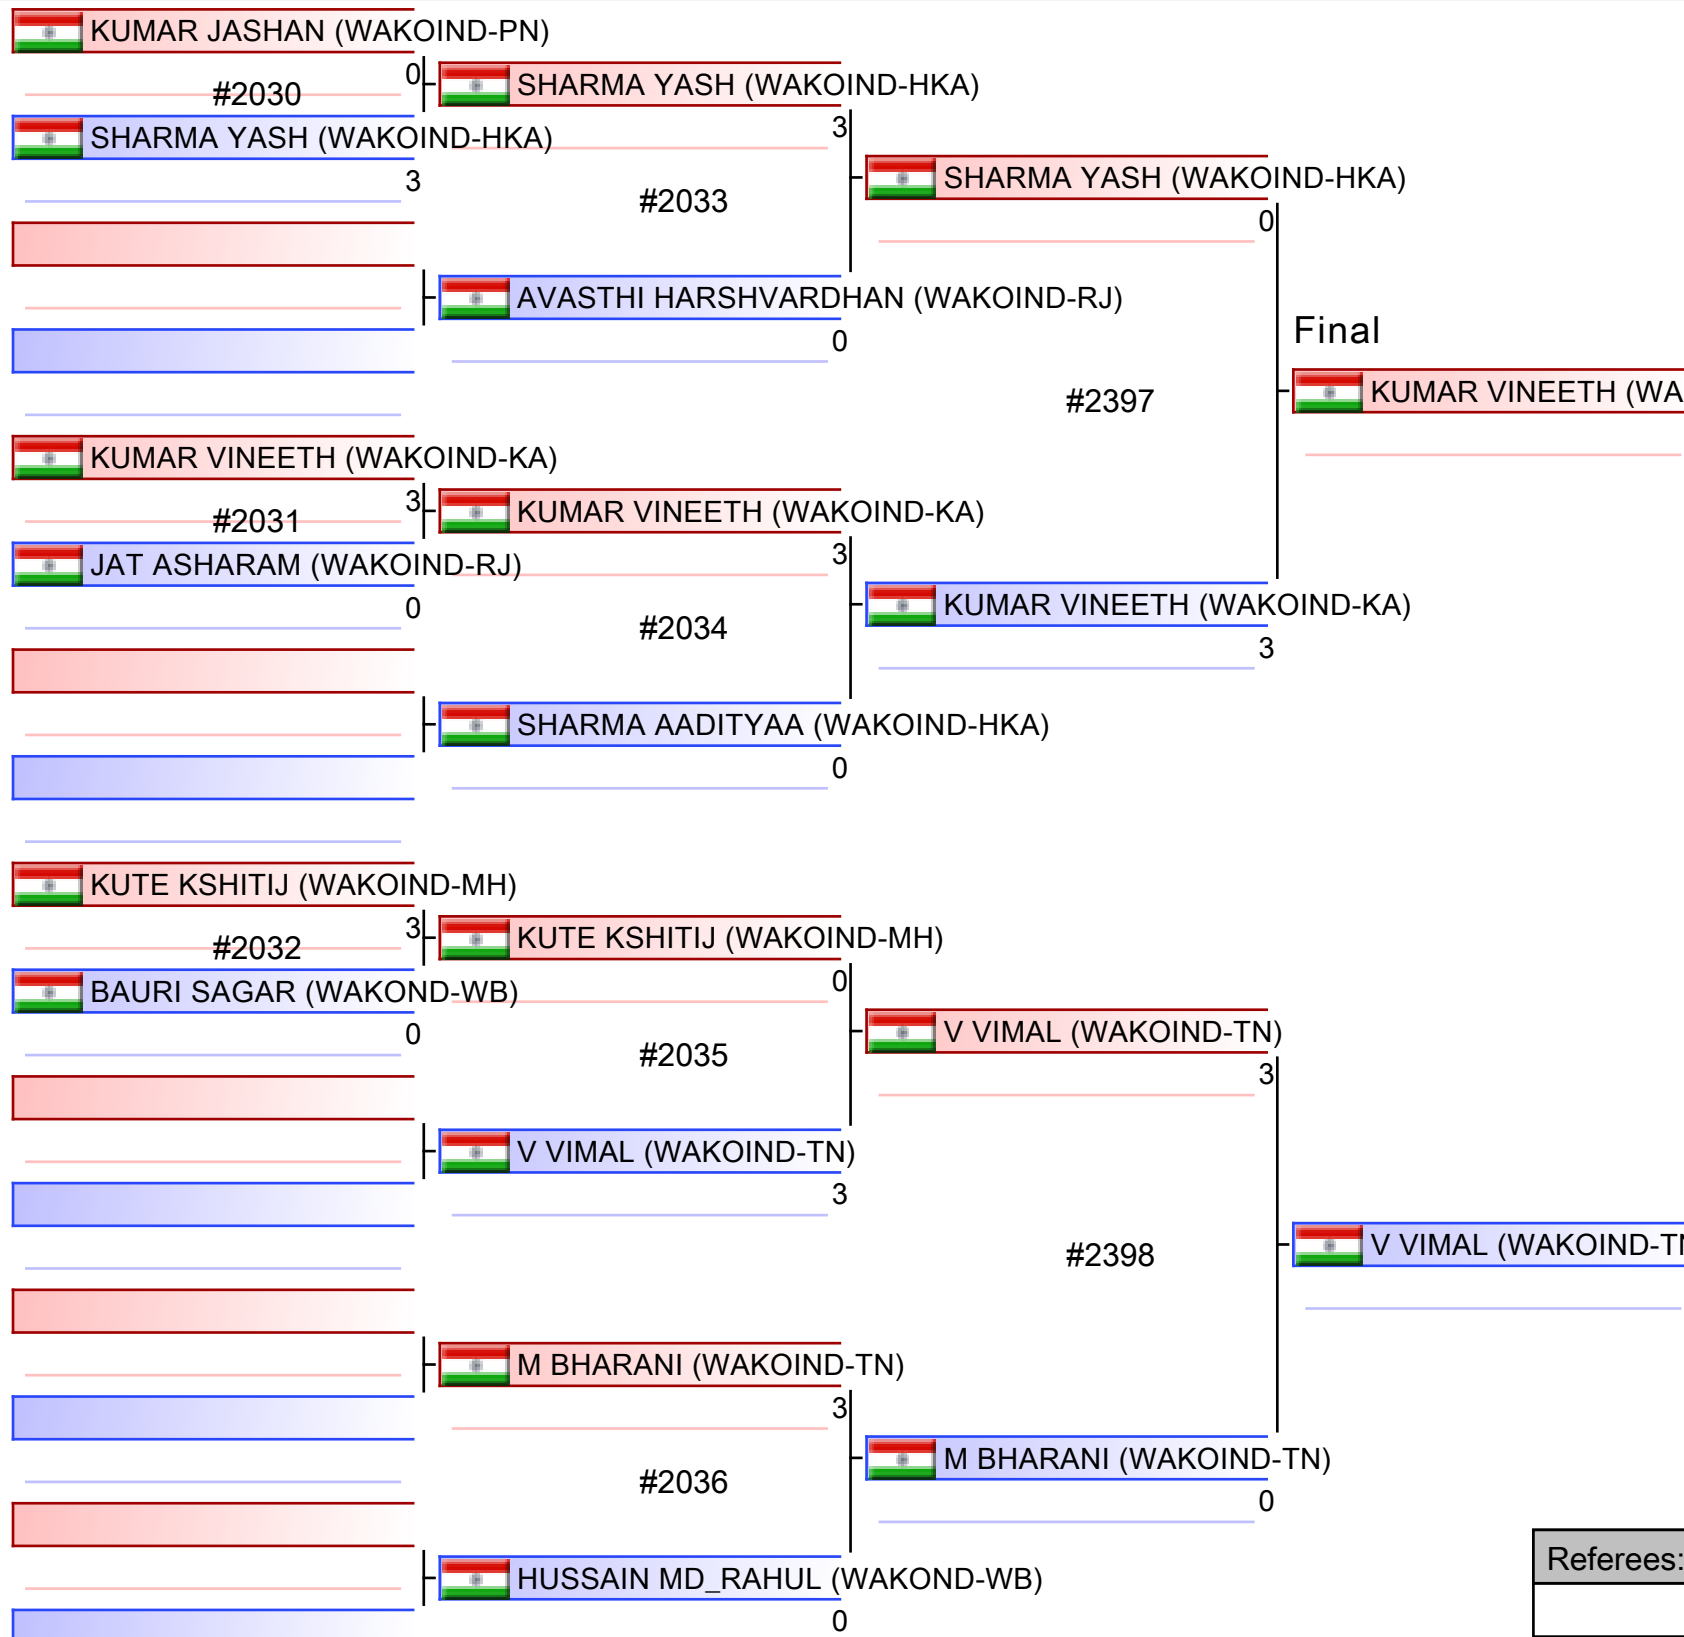 KUMAR JASHAN (WAKOIND-PN)
0
#2030
SHARMA YASH (WAKOIND-HKA)
3
SHARMA YASH (WAKOIND-HKA)
3
#2033
AVASTHI HARSHVARDHAN (WAKOIND-RJ)
0
SHARMA YASH (WAKOIND-HKA)
0
#2397
Final
KUMAR VINEETH (WA
KUMAR VINEETH (WAKOIND-KA)
3
#2031
JAT ASHARAM (WAKOIND-RJ)
0
KUMAR VINEETH (WAKOIND-KA)
3
#2034
SHARMA AADITYAA (WAKOIND-HKA)
0
KUMAR VINEETH (WAKOIND-KA)
3
KUTE KSHITIJ (WAKOIND-MH)
3
#2032
BAURI SAGAR (WAKOND-WB)
0
KUTE KSHITIJ (WAKOIND-MH)
0
#2035
V VIMAL (WAKOIND-TN)
3
V VIMAL (WAKOIND-TN)
3
#2398
V VIMAL (WAKOIND-TN
M BHARANI (WAKOIND-TN)
3
#2036
HUSSAIN MD_RAHUL (WAKOND-WB)
0
M BHARANI (WAKOIND-TN)
0
Referees: